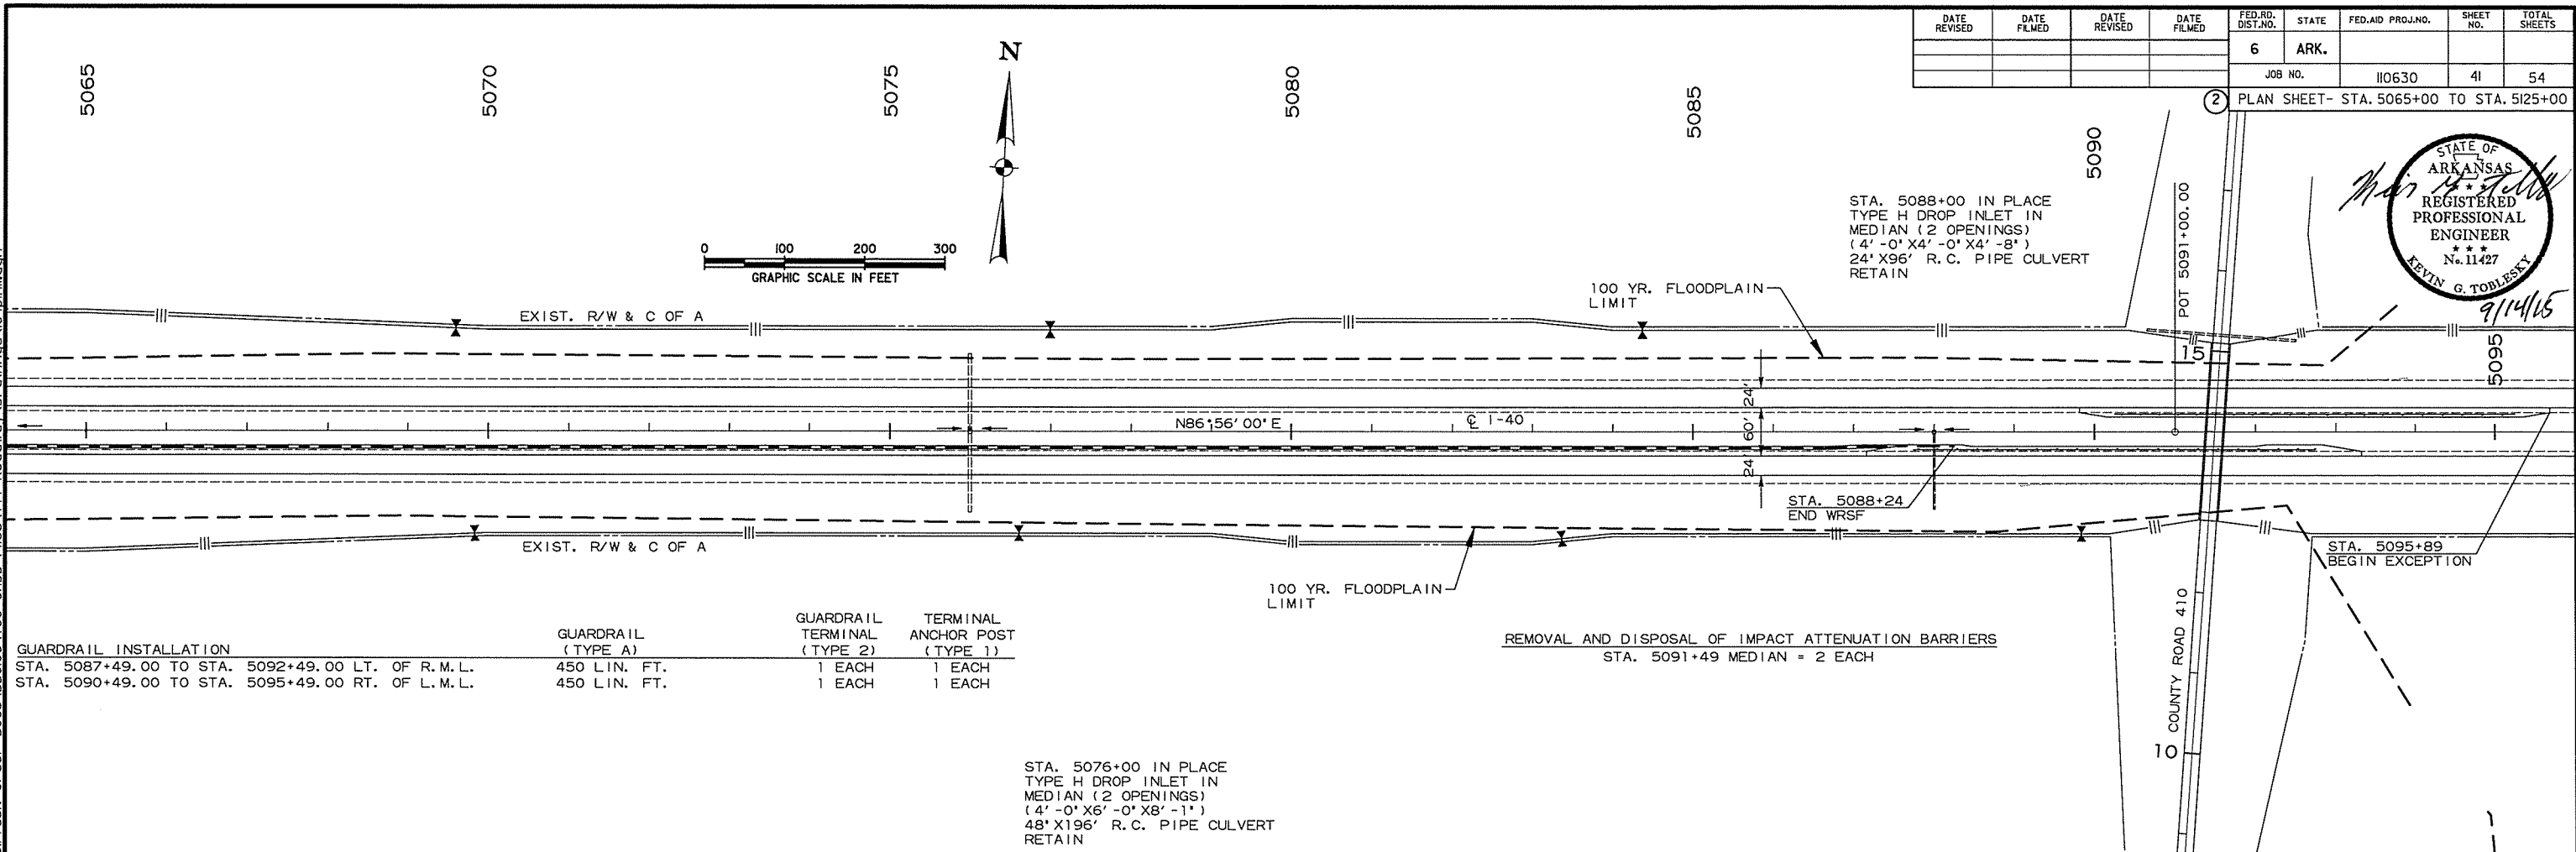 DATE REVISED
DATE FILMED
DATE REVISED
DATE FILMED
FED.RD. DIST.NO.
STATE
FED.AID PROJ.NO.
SHEET NO.
TOTAL SHEETS
6
ARK.
JOB NO.
110630
41
54
2 PLAN SHEET- STA. 5065+00 TO STA. 5125+00
5065
5070
5075
N
5080
5085
5090
STATE OF
ARKANSAS
★ ★ ★
REGISTERED
PROFESSIONAL
ENGINEER
★ ★ ★
No. 11427
KEVIN G. TOBLESKY
9/14/15
STA. 5088+00 IN PLACE
TYPE H DROP INLET IN
MEDIAN (2 OPENINGS)
(4'-0"X4'-0"X4'-8")
24"X96' R.C. PIPE CULVERT
RETAIN
POT 5091+00.00
0 100 200 300
GRAPHIC SCALE IN FEET
100 YR. FLOODPLAIN
LIMIT
EXIST. R/W & C OF A
15
5095
24'
60'
24'
N86°56'00"E
℄ I-40
STA. 5088+24
END WRSF
EXIST. R/W & C OF A
STA. 5095+89
BEGIN EXCEPTION
100 YR. FLOODPLAIN
LIMIT
COUNTY ROAD 410
10
GUARDRAIL INSTALLATION
GUARDRAIL
(TYPE A)
GUARDRAIL
TERMINAL
(TYPE 2)
TERMINAL
ANCHOR POST
(TYPE 1)
STA. 5087+49.00 TO STA. 5092+49.00 LT. OF R.M.L. 450 LIN. FT. 1 EACH 1 EACH
STA. 5090+49.00 TO STA. 5095+49.00 RT. OF L.M.L. 450 LIN. FT. 1 EACH 1 EACH
REMOVAL AND DISPOSAL OF IMPACT ATTENUATION BARRIERS
STA. 5091+49 MEDIAN = 2 EACH
STA. 5076+00 IN PLACE
TYPE H DROP INLET IN
MEDIAN (2 OPENINGS)
(4'-0"X6'-0"X8'-1")
48"X196' R.C. PIPE CULVERT
RETAIN